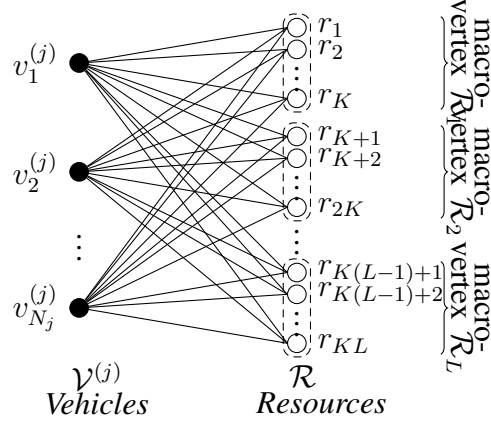 v_1^{(j)}
v_2^{(j)}
⋮
v_{N_j}^{(j)}
𝒱^{(j)}
Vehicles
r_1
r_2
⋮
r_K
r_{K+1}
r_{K+2}
⋮
r_{2K}
⋮
r_{K(L−1)+1}
r_{K(L−1)+2}
⋮
r_{KL}
ℛ
Resources
macro-
vertex ℛ_1
macro-
vertex ℛ_2
macro-
vertex ℛ_L